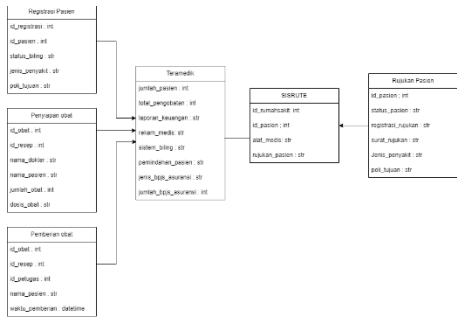 Registrasi Pasien
id_registrasi : int
id_pasien : int
status_biling : str
jenis_penyakit : str
poli_tujuan : str
Penyiapan obat
id_obat : int
id_resep : int
nama_dokter : str
nama_pasien : str
jumlah_obat : int
dosis_obat : str
Pemberian obat
id_obat : int
id_resep : int
id_petugas : int
nama_pasien : str
waktu_pemberian : datetime
Teramedik
jumlah_pasien : int
total_pengobatan : int
laporan_keuangan : str
rekam_medis: str
sistem_biling : str
pemindahan_pasien : str
jenis_bpjs_asuransi : str
jumlah_bpjs_asuransi : int
SISRUTE
id_rumahsakit: int
id_pasien : int
alat_medis: str
rujukan_pasien : str
Rujukan Pasien
id_pasien : int
status_pasien : str
registrasi_rujukan : str
surat_rujukan : str
Jenis_penyakit : str
poli_tujuan : str